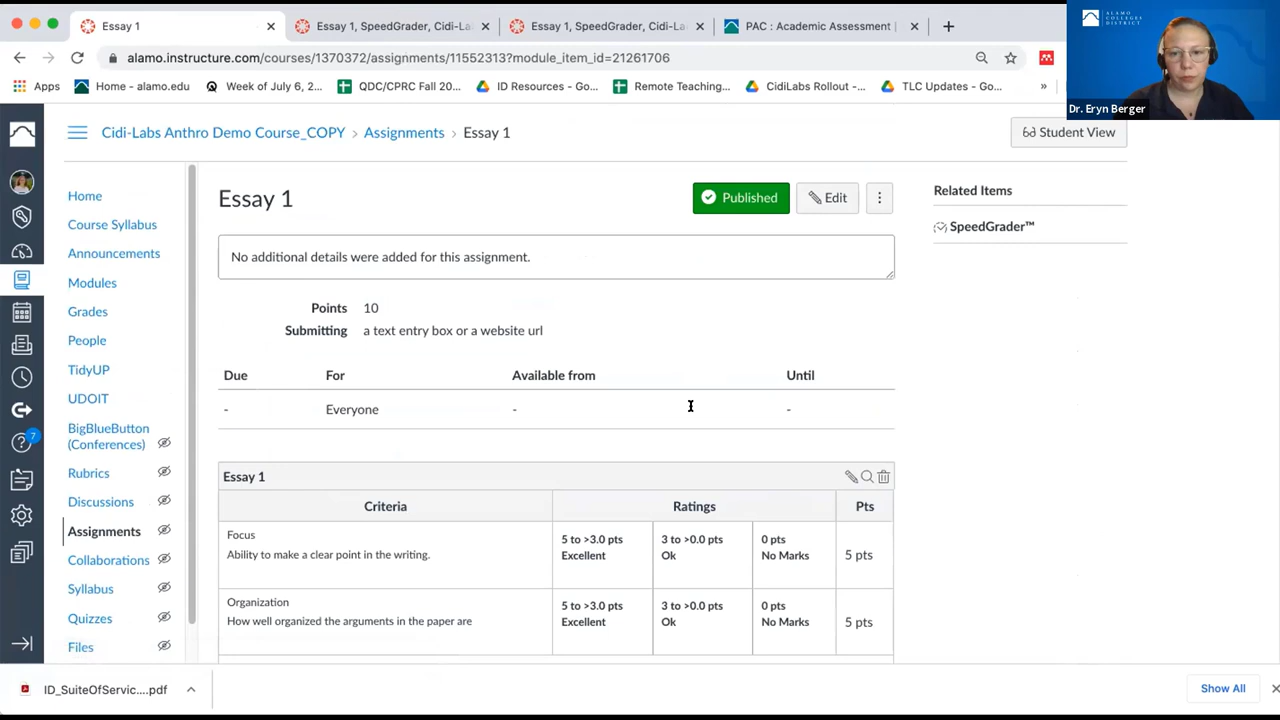 Essay 1
Essay 1, SpeedGrader, Cidi-La
Essay 1, SpeedGrader, Cidi-La
PAC : Academic Assessment |
alamo.instructure.com/courses/1370372/assignments/11552313?module_item_id=21261706
Apps
Home - alamo.edu
Week of July 6, 2...
QDC/CPRC Fall 20...
ID Resources - Go...
Remote Teaching...
CidiLabs Rollout -...
TLC Updates - Go...
»
ALAMO
COLLEGES
DISTRICT
Dr. Eryn Berger
Cidi-Labs Anthro Demo Course_COPY > Assignments > Essay 1
Student View
Home
Course Syllabus
Announcements
Modules
Grades
People
TidyUP
UDOIT
BigBlueButton
(Conferences)
Rubrics
Discussions
Assignments
Collaborations
Syllabus
Quizzes
Files
7
Essay 1
Published
Edit
No additional details were added for this assignment.
Points 10
Submitting a text entry box or a website url
Due For Available from Until
- Everyone - -
Essay 1
Criteria Ratings Pts
Focus
Ability to make a clear point in the writing.
5 to >3.0 pts
Excellent
3 to >0.0 pts
Ok
0 pts
No Marks
5 pts
Organization
How well organized the arguments in the paper are
5 to >3.0 pts
Excellent
3 to >0.0 pts
Ok
0 pts
No Marks
5 pts
Related Items
SpeedGrader™
ID_SuiteOfServic....pdf
Show All